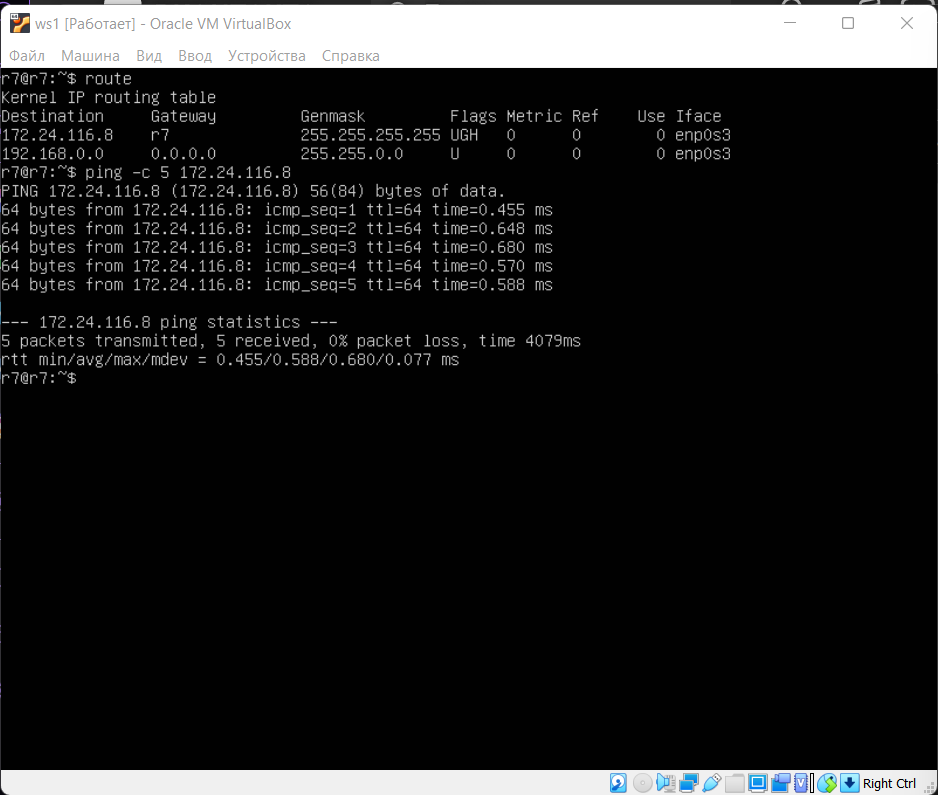 ws1 [Работает] - Oracle VM VirtualBox
Файл Машина Вид Ввод Устройства Справка
r7@r7:~$ route
Kernel IP routing table
Destination Gateway Genmask Flags Metric Ref Use Iface
172.24.116.8 r7 255.255.255.255 UGH 0 0 0 enp0s3
192.168.0.0 0.0.0.0 255.255.0.0 U 0 0 0 enp0s3
r7@r7:~$ ping -c 5 172.24.116.8
PING 172.24.116.8 (172.24.116.8) 56(84) bytes of data.
64 bytes from 172.24.116.8: icmp_seq=1 ttl=64 time=0.455 ms
64 bytes from 172.24.116.8: icmp_seq=2 ttl=64 time=0.648 ms
64 bytes from 172.24.116.8: icmp_seq=3 ttl=64 time=0.680 ms
64 bytes from 172.24.116.8: icmp_seq=4 ttl=64 time=0.570 ms
64 bytes from 172.24.116.8: icmp_seq=5 ttl=64 time=0.588 ms
--- 172.24.116.8 ping statistics ---
5 packets transmitted, 5 received, 0% packet loss, time 4079ms
rtt min/avg/max/mdev = 0.455/0.588/0.680/0.077 ms
r7@r7:~$
Right Ctrl